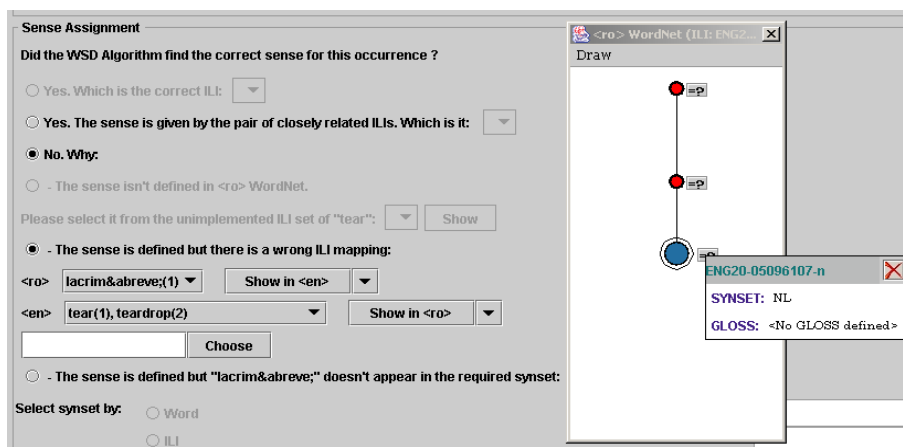 Sense Assignment
Did the WSD Algorithm find the correct sense for this occurrence ?
Yes. Which is the correct ILI:
Yes. The sense is given by the pair of closely related ILIs. Which is it:
No. Why:
- The sense isn't defined in <ro> WordNet.
Please select it from the unimplemented ILI set of "tear": Show
- The sense is defined but there is a wrong ILI mapping:
<ro> lacrim&abreve;(1) Show in <en>
<en> tear(1), teardrop(2) Show in <ro>
Choose
- The sense is defined but "lacrim&abreve;" doesn't appear in the required synset:
Select synset by: Word
ILI
<ro> WordNet (ILI: ENG2...
Draw
=?
=?
=?
ENG20-05096107-n
SYNSET: NL
GLOSS: <No GLOSS defined>